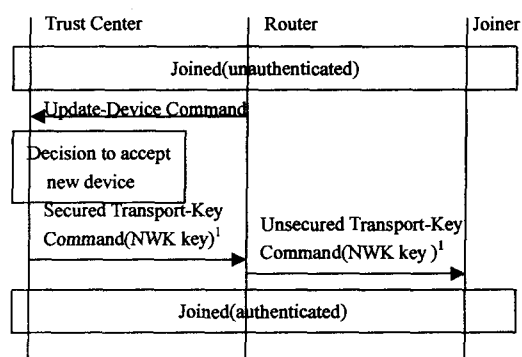 Trust Center Router Joiner
Joined(unauthenticated)
Update-Device Command
Decision to accept
new device
Secured Transport-Key
Command(NWK key)¹
Unsecured Transport-Key
Command(NWK key )¹
Joined(authenticated)